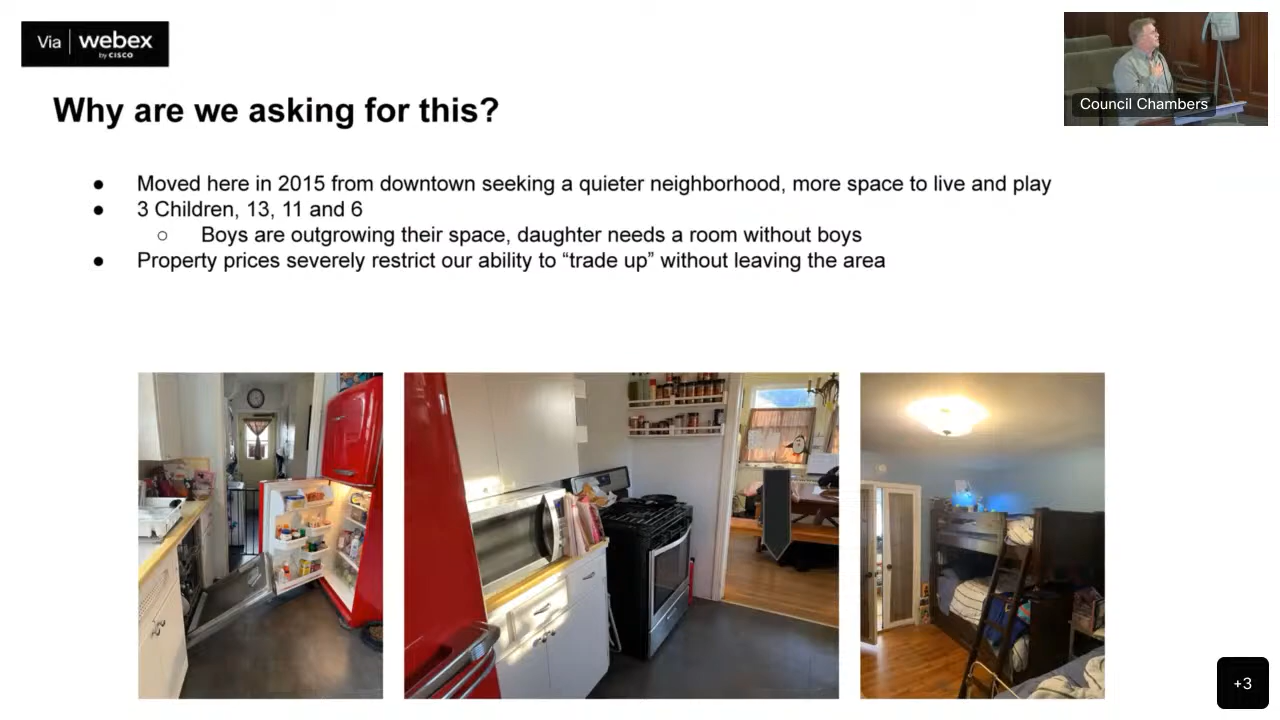 Via | webex
by CISCO
Council Chambers
Why are we asking for this?
● Moved here in 2015 from downtown seeking a quieter neighborhood, more space to live and play
● 3 Children, 13, 11 and 6
○ Boys are outgrowing their space, daughter needs a room without boys
● Property prices severely restrict our ability to “trade up” without leaving the area
+3